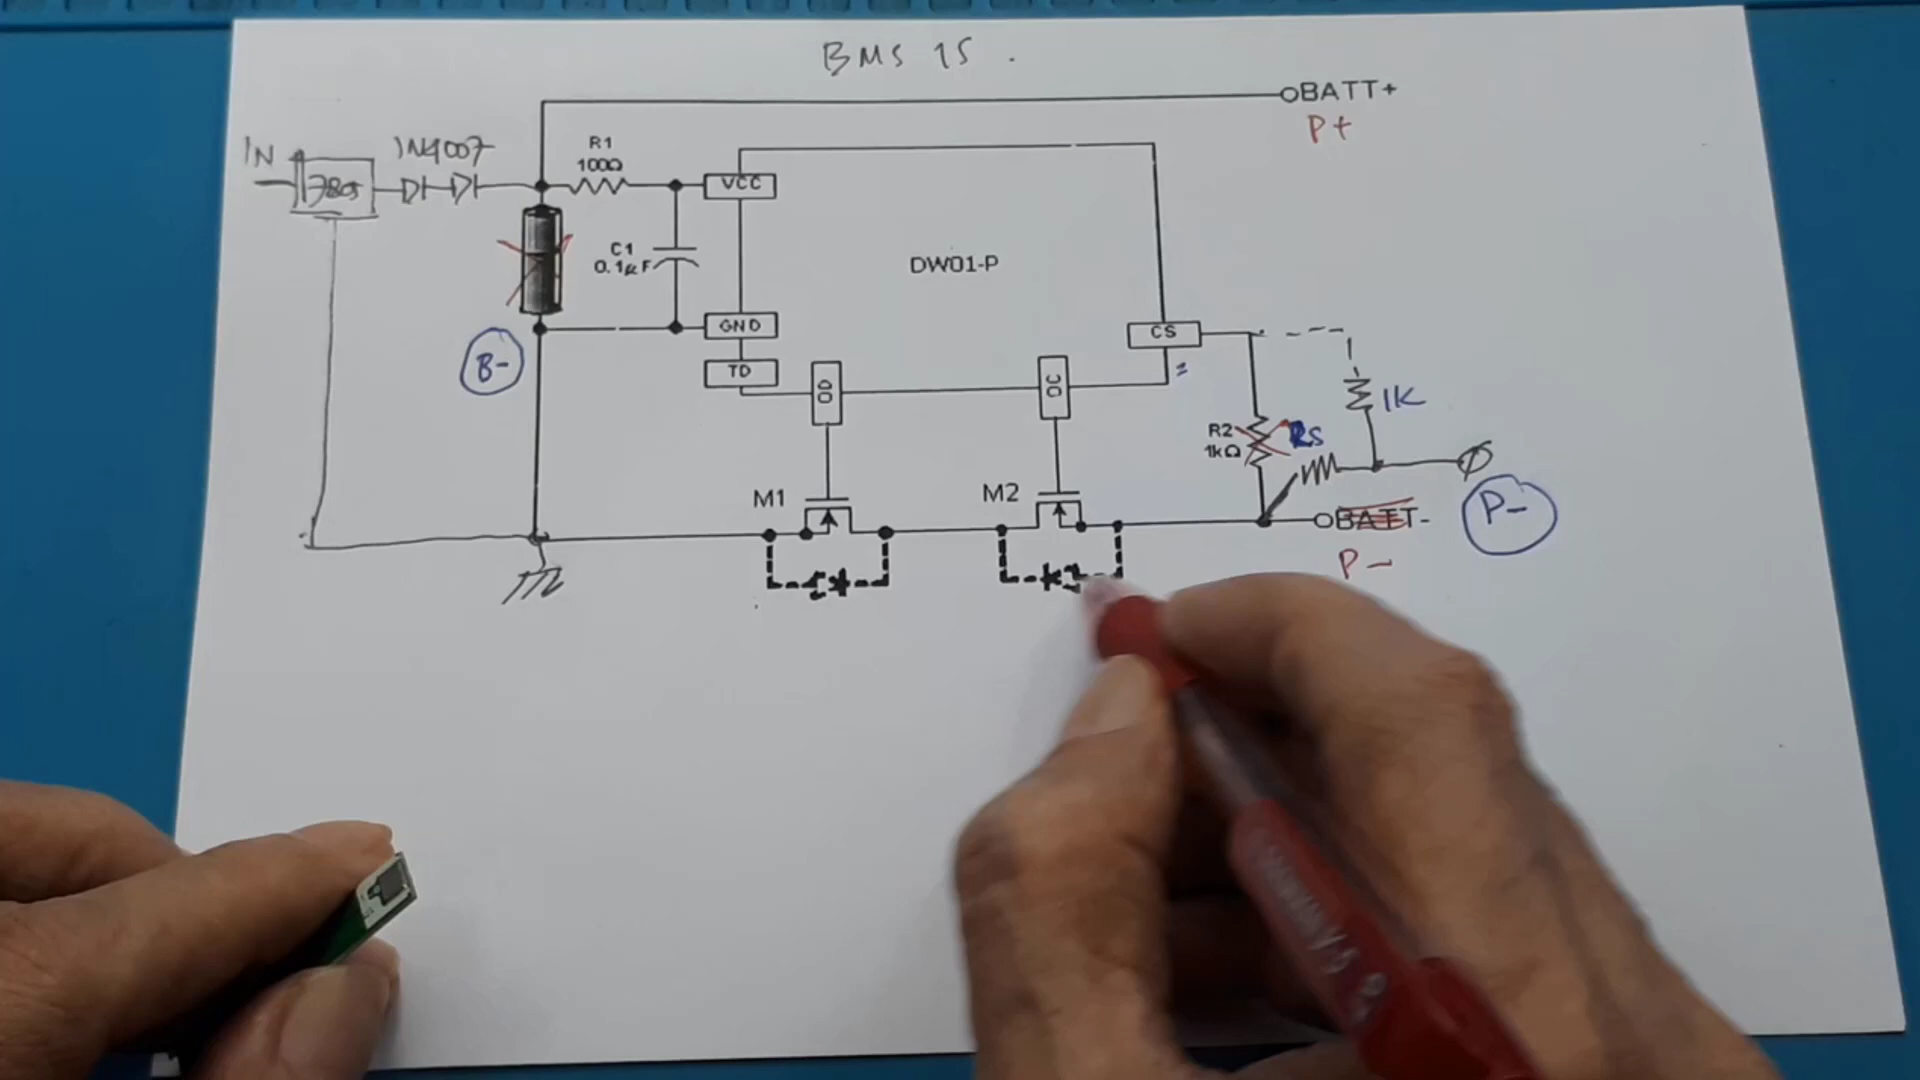 BMS 1S .
BATT+
P+
IN
7805
1N4007
R1
100Ω
VCC
C1
0.1μF
DW01-P
GND
B-
TD
OD
OC
CS
1K
R2
1kΩ
RS
M1
M2
BATT-
P-
P-